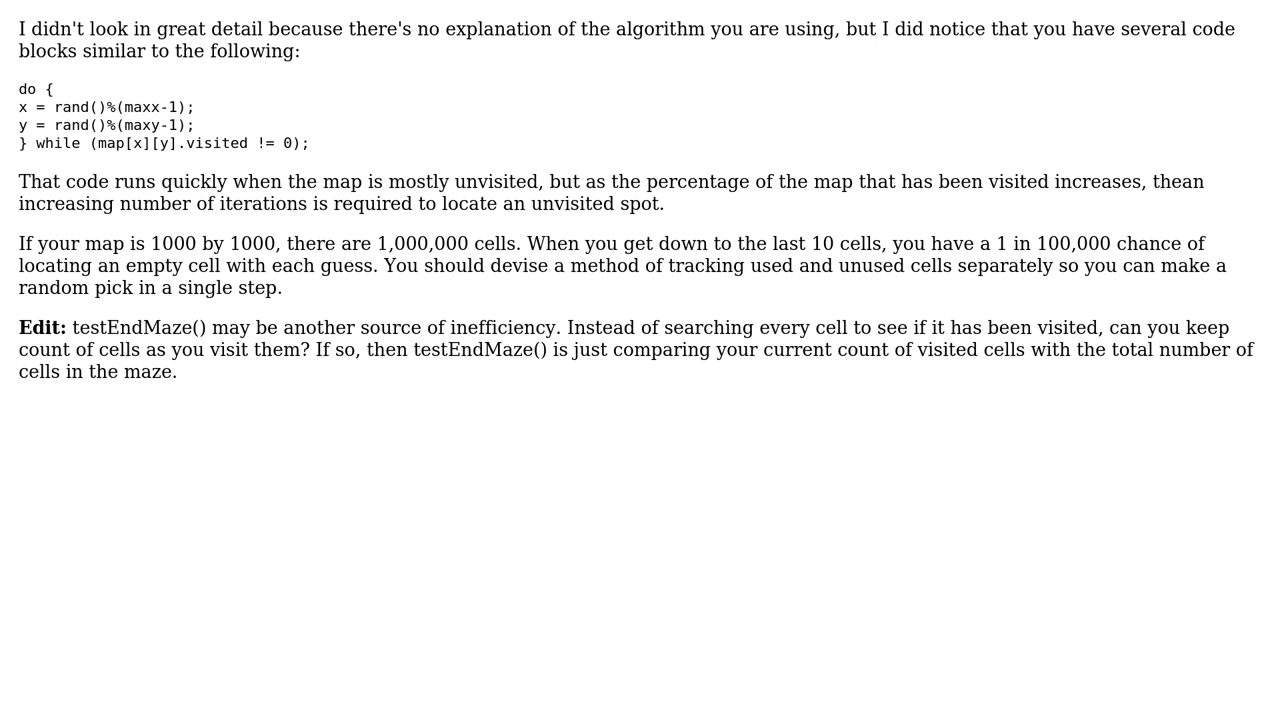 I didn't look in great detail because there's no explanation of the algorithm you are using, but I did notice that you have several code
blocks similar to the following:
do {
x = rand()%(maxx-1);
y = rand()%(maxy-1);
} while (map[x][y].visited != 0);
That code runs quickly when the map is mostly unvisited, but as the percentage of the map that has been visited increases, thean
increasing number of iterations is required to locate an unvisited spot.
If your map is 1000 by 1000, there are 1,000,000 cells. When you get down to the last 10 cells, you have a 1 in 100,000 chance of
locating an empty cell with each guess. You should devise a method of tracking used and unused cells separately so you can make a
random pick in a single step.
Edit: testEndMaze() may be another source of inefficiency. Instead of searching every cell to see if it has been visited, can you keep
count of cells as you visit them? If so, then testEndMaze() is just comparing your current count of visited cells with the total number of
cells in the maze.